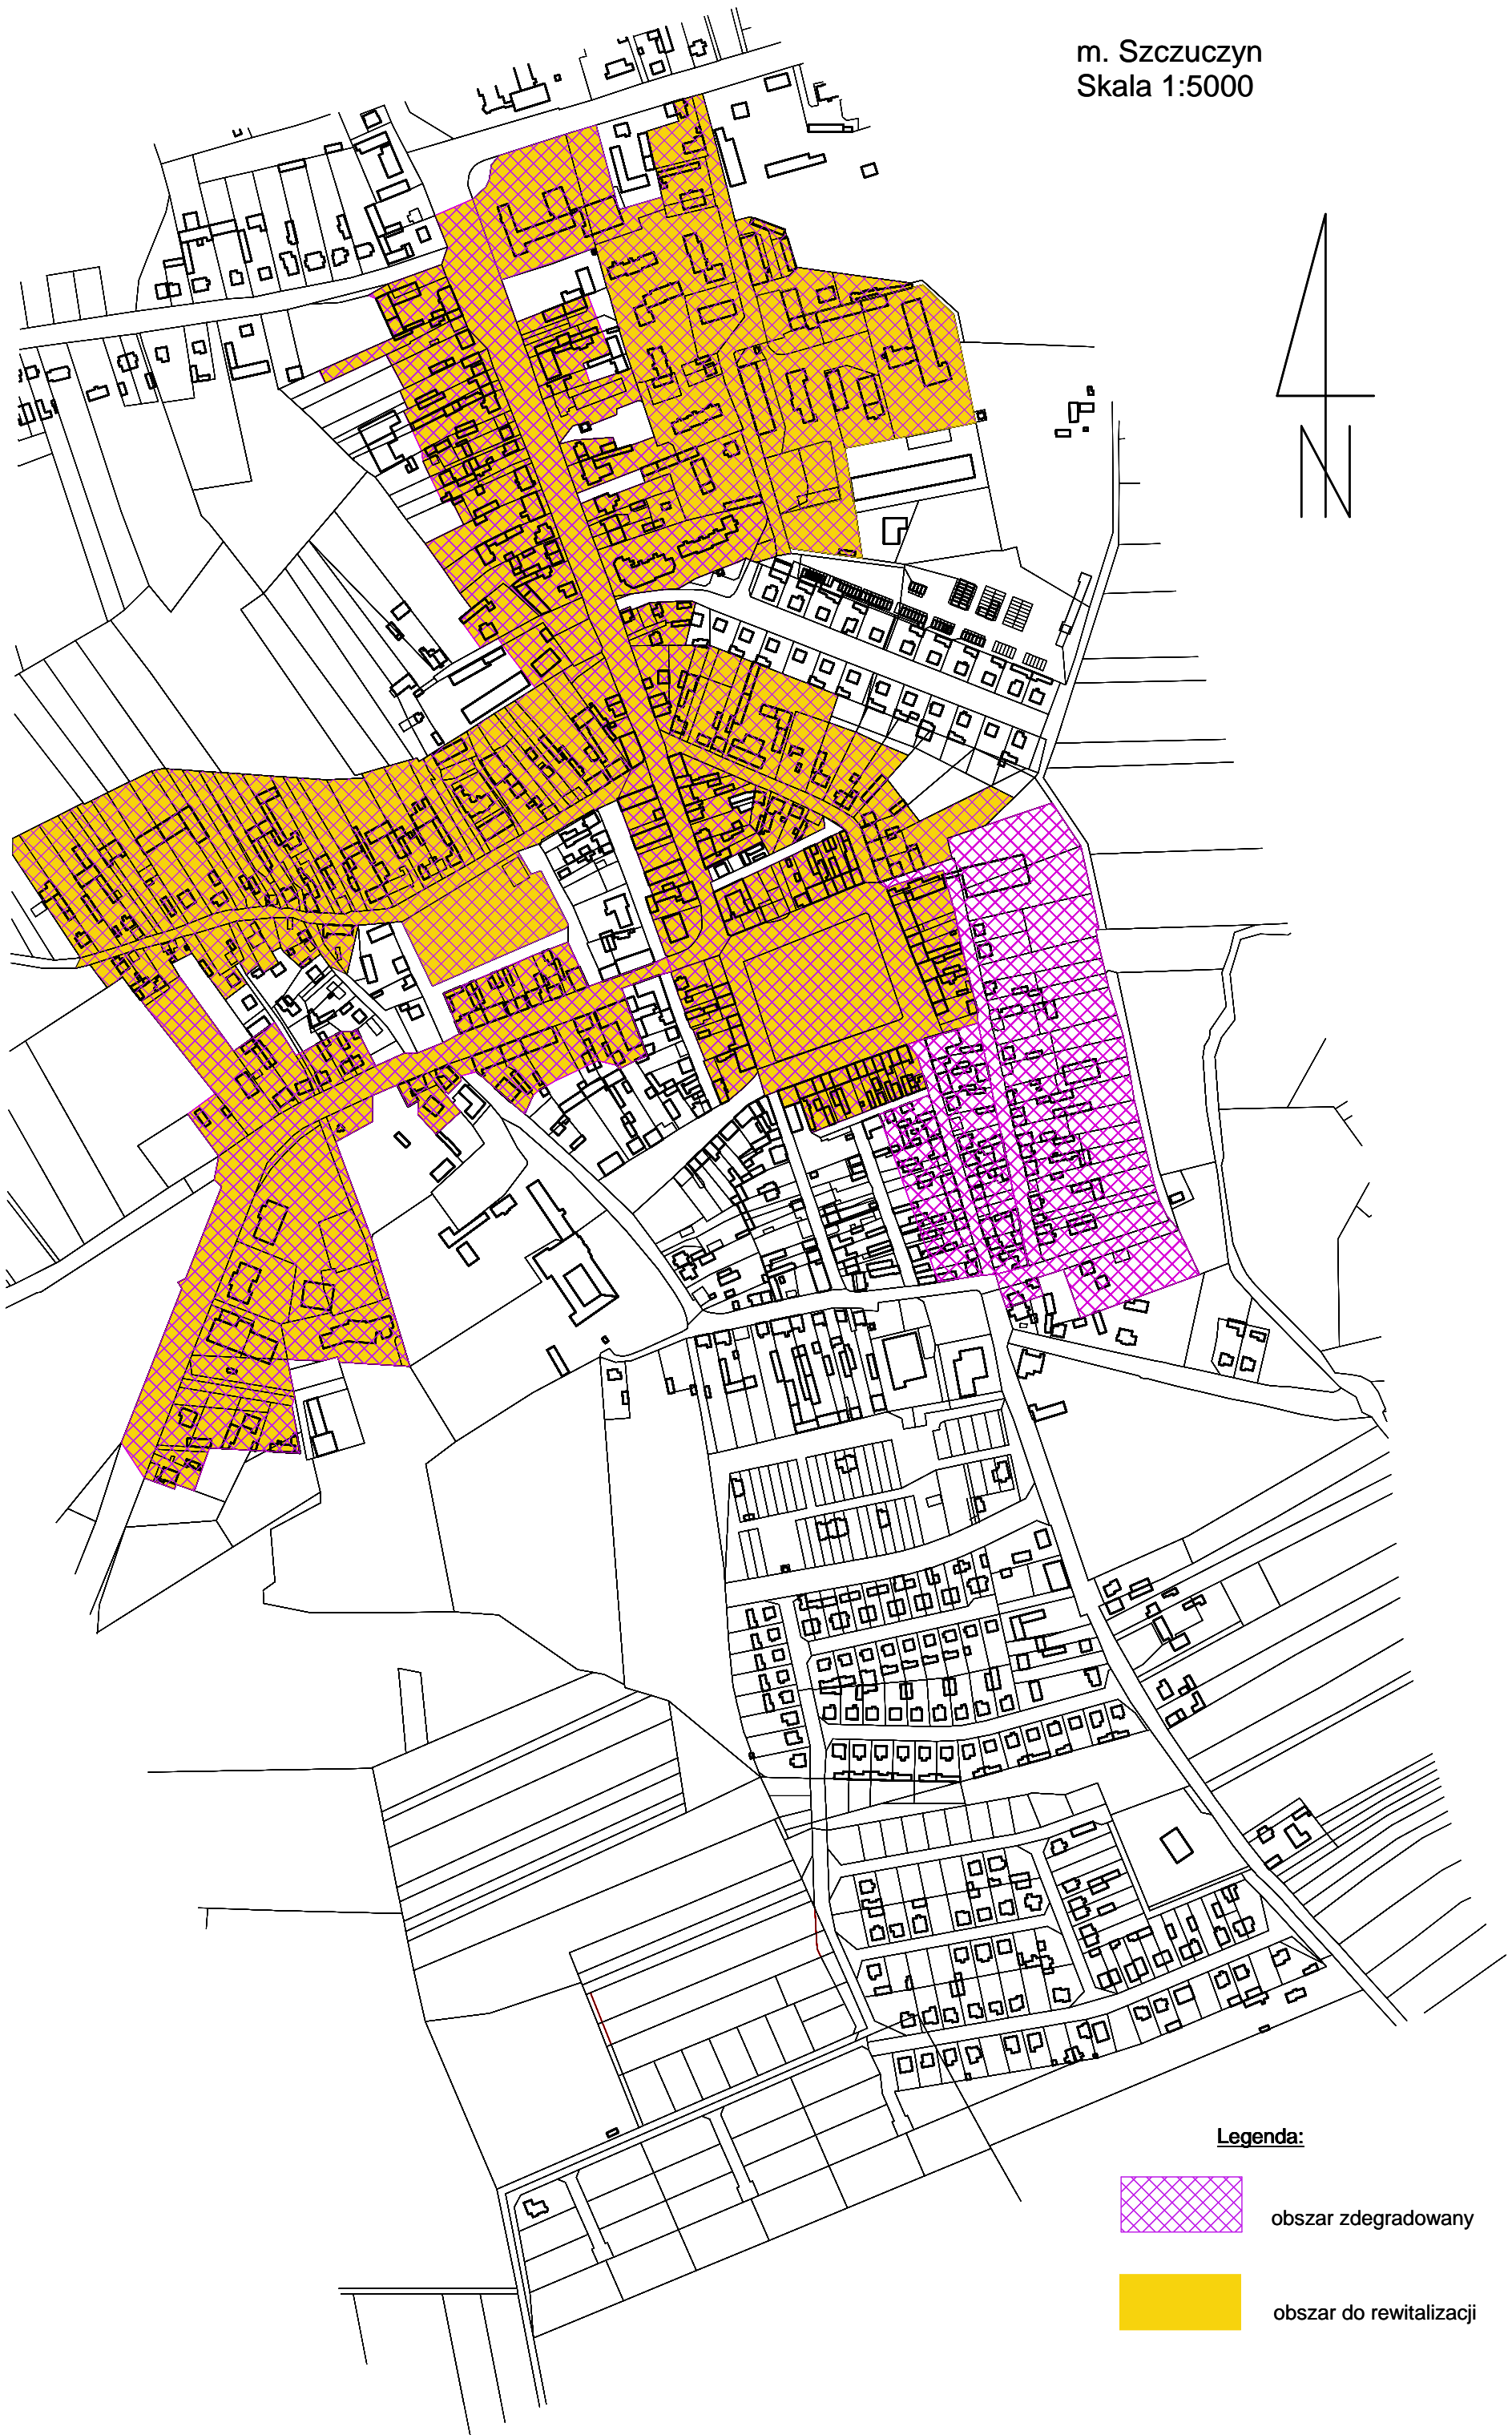 m. Szczuczyn
Skala 1:5000
N
Legenda:
obszar zdegradowany
obszar do rewitalizacji